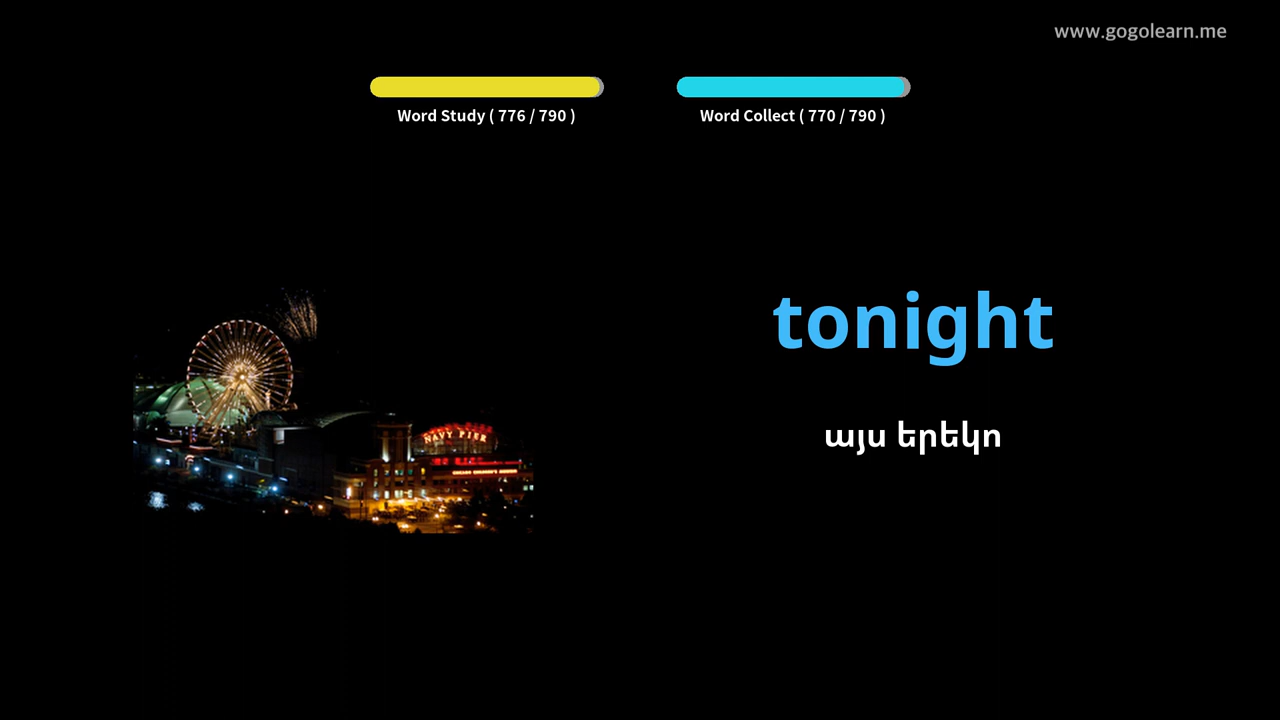 www.gogolearn.me
Word Study ( 776 / 790 )
Word Collect ( 770 / 790 )
tonight
այս երեկո
NAVY PIER